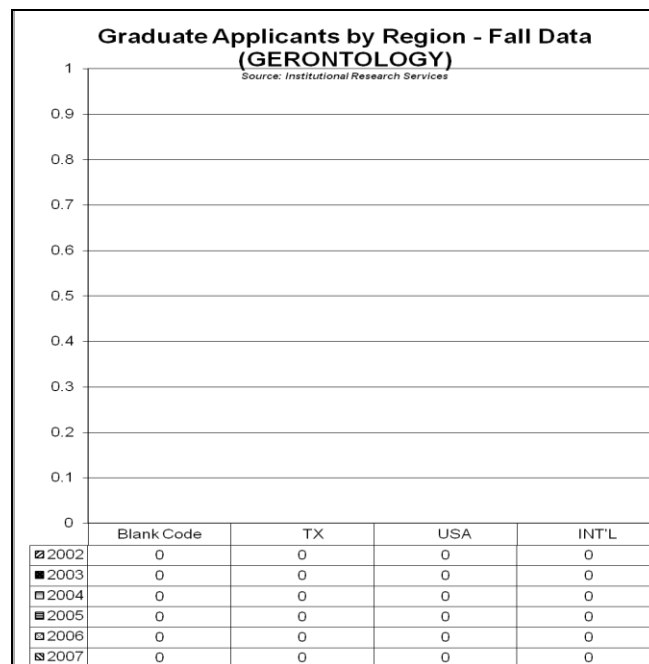 Graduate Applicants by Region - Fall Data
(GERONTOLOGY)
Source: Institutional Research Services
1
0.9
0.8
0.7
0.6
0.5
0.4
0.3
0.2
0.1
0
Blank Code TX USA INT'L
2002 0 0 0 0
2003 0 0 0 0
2004 0 0 0 0
2005 0 0 0 0
2006 0 0 0 0
2007 0 0 0 0